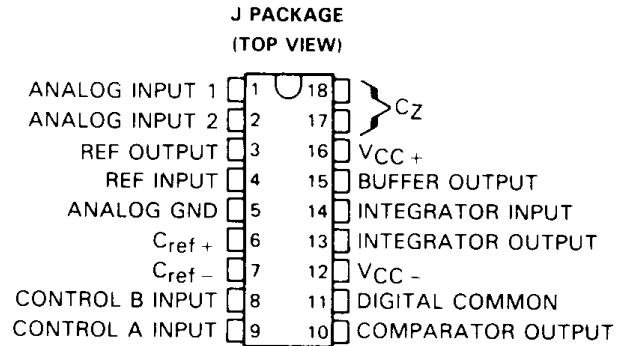 J PACKAGE
(TOP VIEW)
ANALOG INPUT 1 1 18 CZ
ANALOG INPUT 2 2 17
REF OUTPUT 3 16 VCC+
REF INPUT 4 15 BUFFER OUTPUT
ANALOG GND 5 14 INTEGRATOR INPUT
Cref+ 6 13 INTEGRATOR OUTPUT
Cref- 7 12 VCC-
CONTROL B INPUT 8 11 DIGITAL COMMON
CONTROL A INPUT 9 10 COMPARATOR OUTPUT